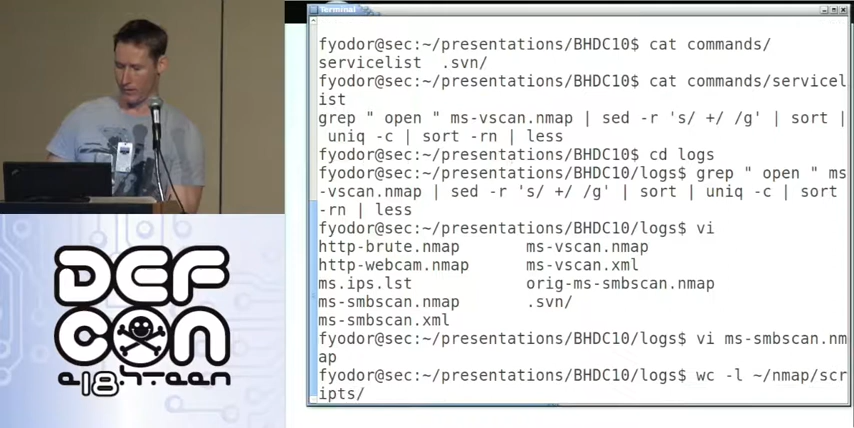 Terminal
fyodor@sec:~/presentations/BHDC10$ cat commands/
servicelist .svn/
fyodor@sec:~/presentations/BHDC10$ cat commands/servicel
ist
grep " open " ms-vscan.nmap | sed -r 's/ +/ /g' | sort |
uniq -c | sort -rn | less
fyodor@sec:~/presentations/BHDC10$ cd logs
fyodor@sec:~/presentations/BHDC10/logs$ grep " open " ms
-vscan.nmap | sed -r 's/ +/ /g' | sort | uniq -c | sort
-rn | less
fyodor@sec:~/presentations/BHDC10/logs$ vi
http-brute.nmap ms-vscan.nmap
http-webcam.nmap ms-vscan.xml
ms.ips.lst orig-ms-smbscan.nmap
ms-smbscan.nmap .svn/
ms-smbscan.xml
fyodor@sec:~/presentations/BHDC10/logs$ vi ms-smbscan.nm
ap
fyodor@sec:~/presentations/BHDC10/logs$ wc -l ~/nmap/scr
ipts/
DEF
CON
e18hteen